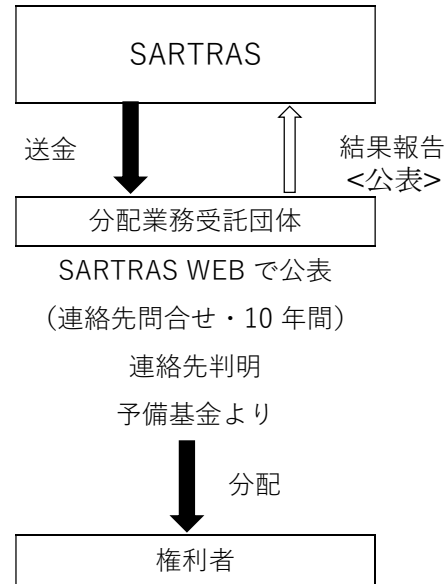 SARTRAS
送金
結果報告
<公表>
分配業務受託団体
SARTRAS WEB で公表
(連絡先問合せ・10 年間)
連絡先判明
予備基金より
分配
権利者